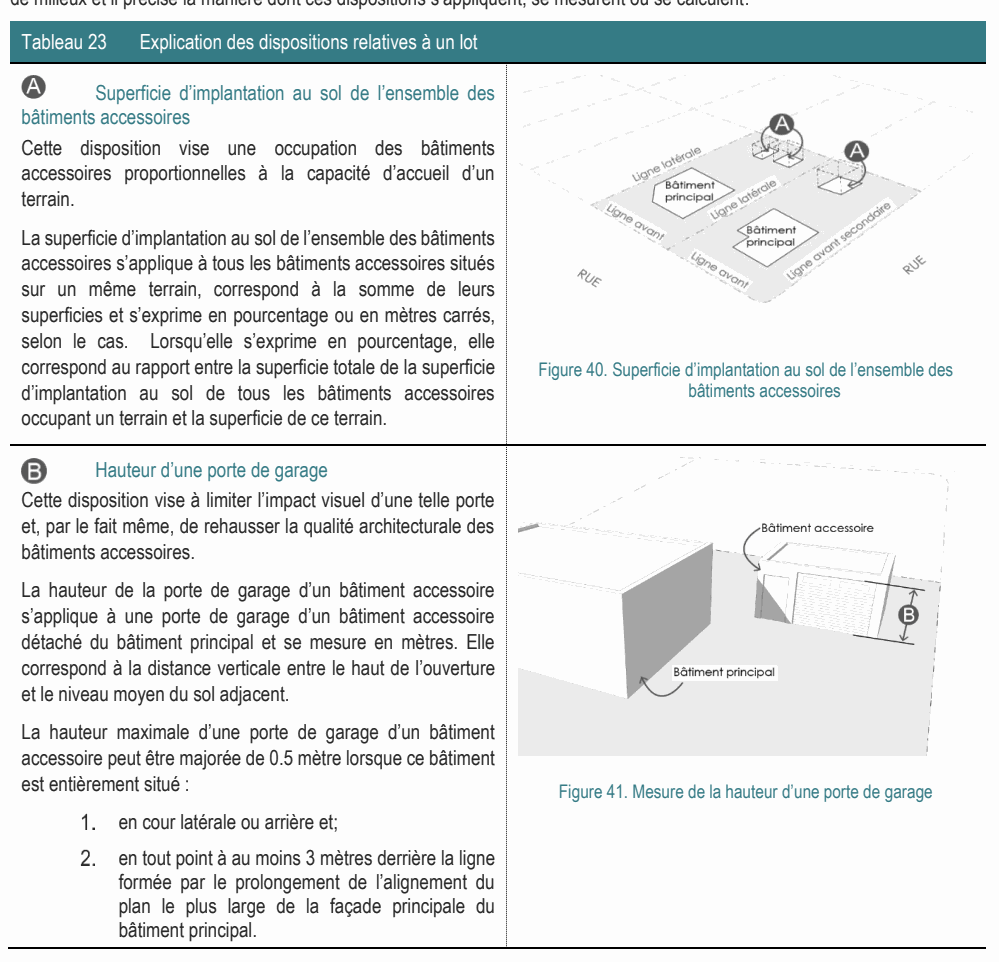 de milieux et il précise la manière dont ces dispositions s'appliquent, se mesurent ou se calculent.
Tableau 23 Explication des dispositions relatives à un lot
A Superficie d'implantation au sol de l'ensemble des
bâtiments accessoires
Cette disposition vise une occupation des bâtiments
accessoires proportionnelles à la capacité d'accueil d'un
terrain.
La superficie d'implantation au sol de l'ensemble des bâtiments
accessoires s'applique à tous les bâtiments accessoires situés
sur un même terrain, correspond à la somme de leurs
superficies et s'exprime en pourcentage ou en mètres carrés,
selon le cas. Lorsqu'elle s'exprime en pourcentage, elle
correspond au rapport entre la superficie totale de la superficie
d'implantation au sol de tous les bâtiments accessoires
occupant un terrain et la superficie de ce terrain.
A
A
Ligne latérale
Bâtiment
principal
Ligne latérale
Ligne avant
Bâtiment
principal
Ligne avant secondaire
Ligne avant
RUE
RUE
Figure 40. Superficie d'implantation au sol de l'ensemble des
bâtiments accessoires
B Hauteur d'une porte de garage
Cette disposition vise à limiter l'impact visuel d'une telle porte
et, par le fait même, de rehausser la qualité architecturale des
bâtiments accessoires.
La hauteur de la porte de garage d'un bâtiment accessoire
s'applique à une porte de garage d'un bâtiment accessoire
détaché du bâtiment principal et se mesure en mètres. Elle
correspond à la distance verticale entre le haut de l'ouverture
et le niveau moyen du sol adjacent.
La hauteur maximale d'une porte de garage d'un bâtiment
accessoire peut être majorée de 0.5 mètre lorsque ce bâtiment
est entièrement situé :
1. en cour latérale ou arrière et;
2. en tout point à au moins 3 mètres derrière la ligne
formée par le prolongement de l'alignement du
plan le plus large de la façade principale du
bâtiment principal.
Bâtiment accessoire
B
Bâtiment principal
Figure 41. Mesure de la hauteur d'une porte de garage